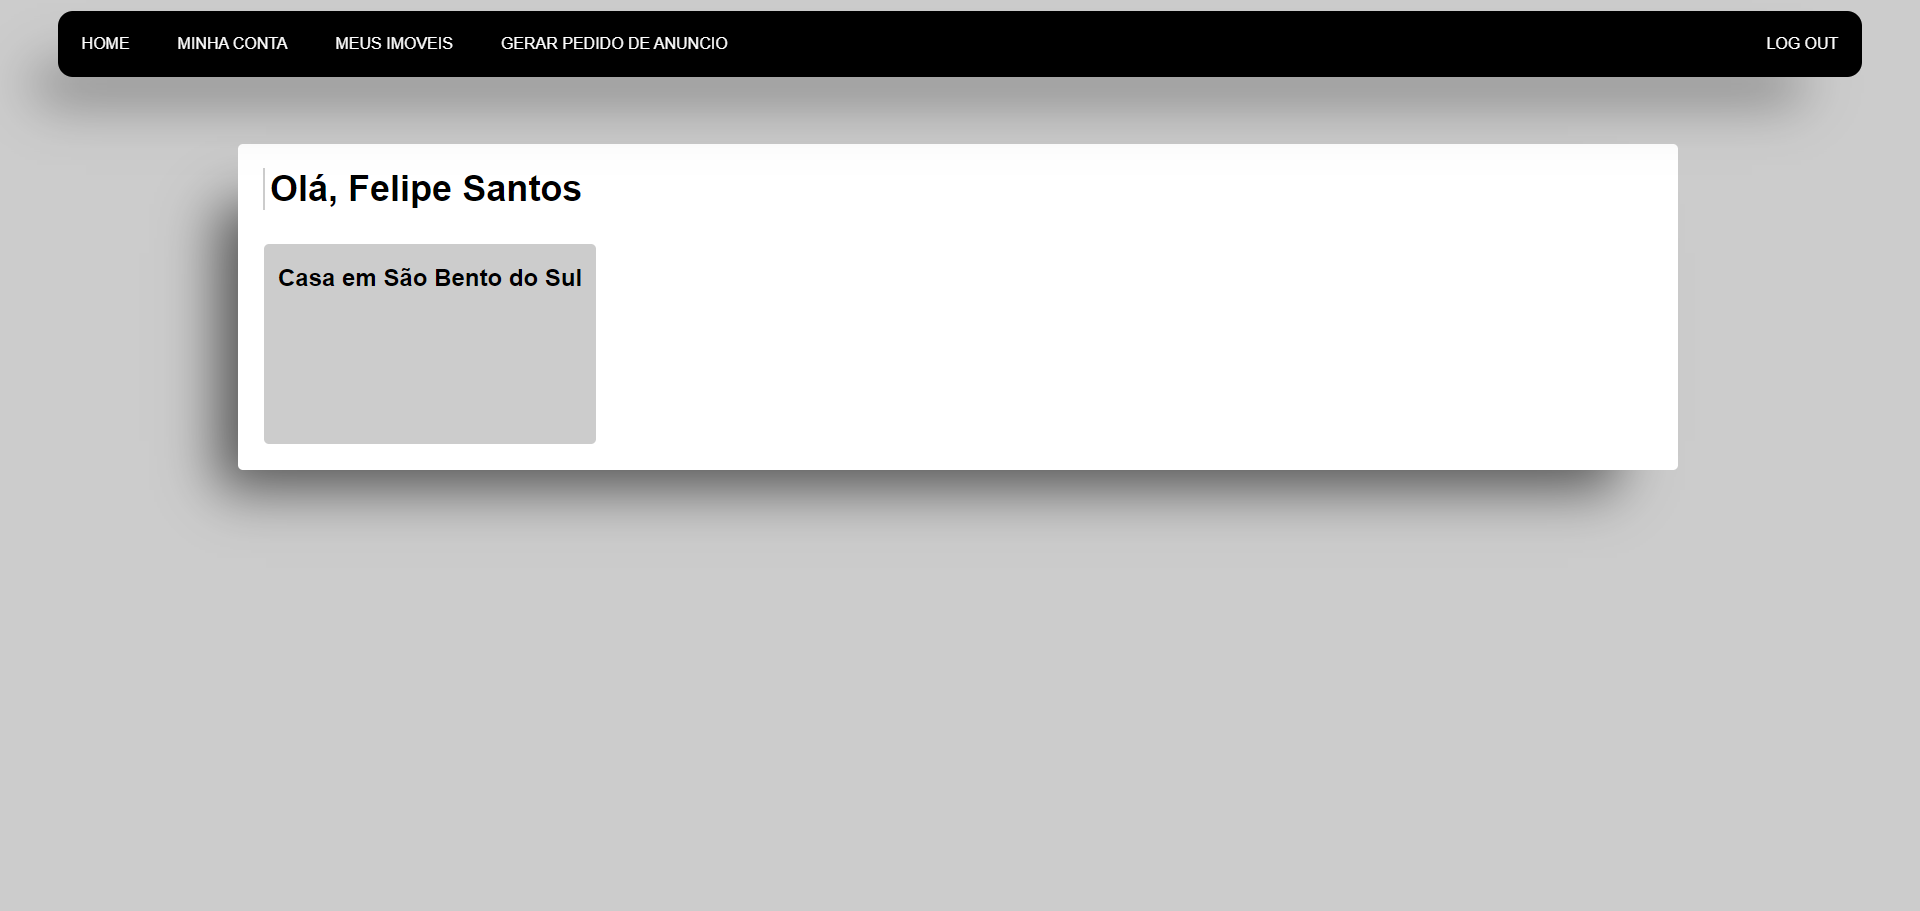 HOME MINHA CONTA MEUS IMOVEIS GERAR PEDIDO DE ANUNCIO LOG OUT
Olá, Felipe Santos
Casa em São Bento do Sul